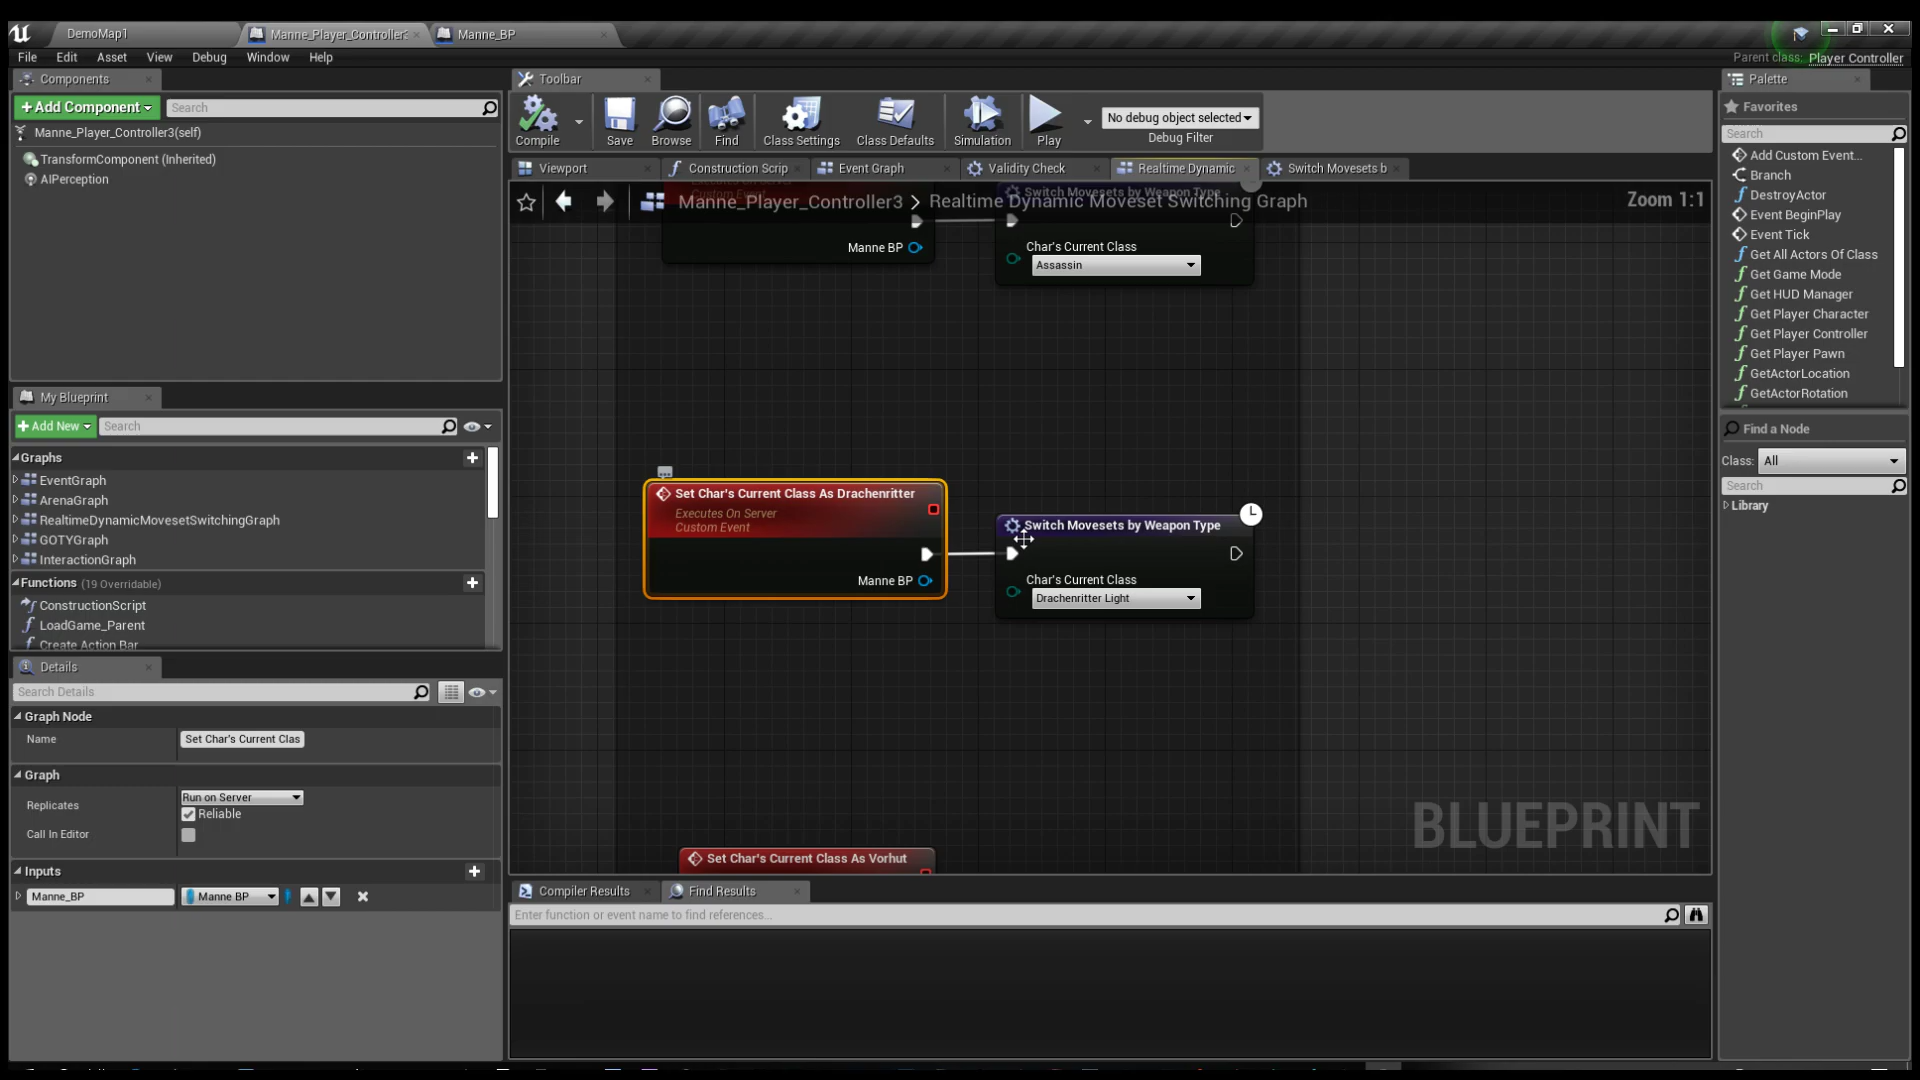 DemoMap1
Manne_Player_Controller3
Manne_BP
File Edit Asset View Debug Window Help
Parent class: Player Controller
Components
+Add Component
Search
Manne_Player_Controller3(self)
TransformComponent (Inherited)
AIPerception
Toolbar
Compile
Save
Browse
Find
Class Settings
Class Defaults
Simulation
Play
No debug object selected
Debug Filter
Viewport
Construction Scrip
Event Graph
Validity Check
Realtime Dynamic
Switch Movesets b
Manne_Player_Controller3 > Realtime Dynamic Moveset Switching Graph
Zoom 1:1
Custom Event
Manne BP
Switch Movesets by Weapon Type
Char's Current Class
Assassin
Set Char's Current Class As Drachenritter
Executes On Server
Custom Event
Manne BP
Switch Movesets by Weapon Type
Char's Current Class
Drachenritter Light
Set Char's Current Class As Vorhut
BLUEPRINT
My Blueprint
+Add New
Search
Graphs
EventGraph
ArenaGraph
RealtimeDynamicMovesetSwitchingGraph
GOTYGraph
InteractionGraph
Functions (19 Overridable)
ConstructionScript
LoadGame_Parent
Create Action Bar
Details
Search Details
Graph Node
Name
Set Char's Current Clas
Graph
Replicates
Run on Server
Reliable
Call In Editor
Inputs
Manne_BP
Manne BP
Compiler Results
Find Results
Enter function or event name to find references...
Palette
Favorites
Search
Add Custom Event...
Branch
DestroyActor
Event BeginPlay
Event Tick
Get All Actors Of Class
Get Game Mode
Get HUD Manager
Get Player Character
Get Player Controller
Get Player Pawn
GetActorLocation
GetActorRotation
Find a Node
Class: All
Search
Library